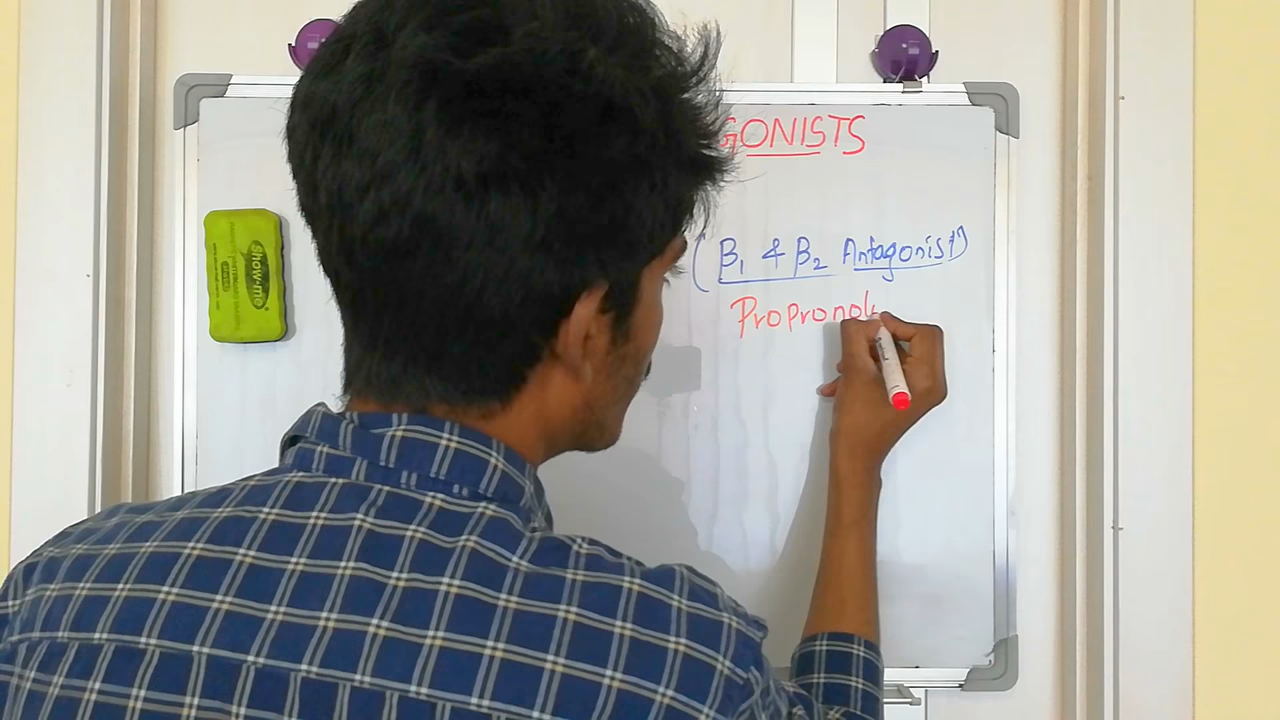 GONISTS
(β₁ & β₂ Antagonist)
Propronol
Show-me